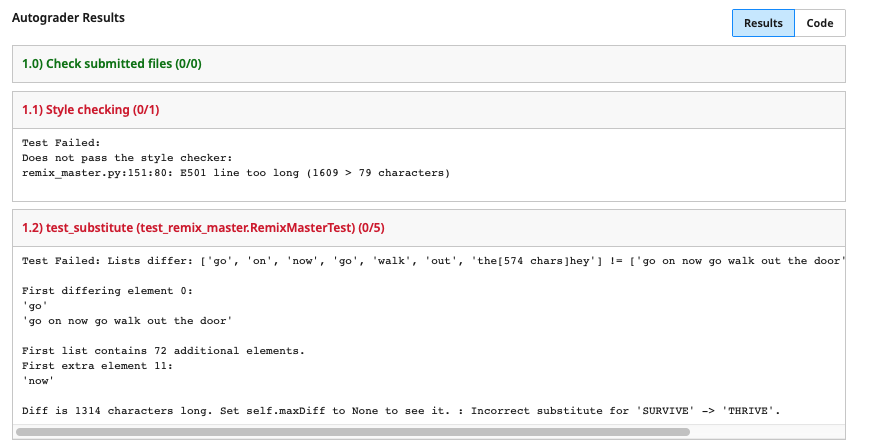 Autograder Results
Results
Code
1.0) Check submitted files (0/0)
1.1) Style checking (0/1)
Test Failed:
Does not pass the style checker:
remix_master.py:151:80: E501 line too long (1609 > 79 characters)
1.2) test_substitute (test_remix_master.RemixMasterTest) (0/5)
Test Failed: Lists differ: ['go', 'on', 'now', 'go', 'walk', 'out', 'the[574 chars]hey'] != ['go on now go walk out the door'
First differing element 0:
'go'
'go on now go walk out the door'
First list contains 72 additional elements.
First extra element 11:
'now'
Diff is 1314 characters long. Set self.maxDiff to None to see it. : Incorrect substitute for 'SURVIVE' -> 'THRIVE'.